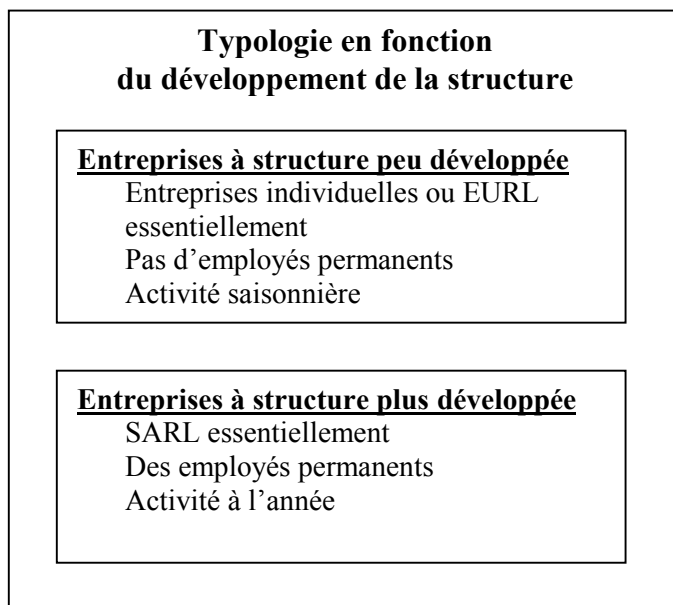 Typologie en fonction
du développement de la structure
Entreprises à structure peu développée
Entreprises individuelles ou EURL
essentiellement
Pas d’employés permanents
Activité saisonnière
Entreprises à structure plus développée
SARL essentiellement
Des employés permanents
Activité à l’année